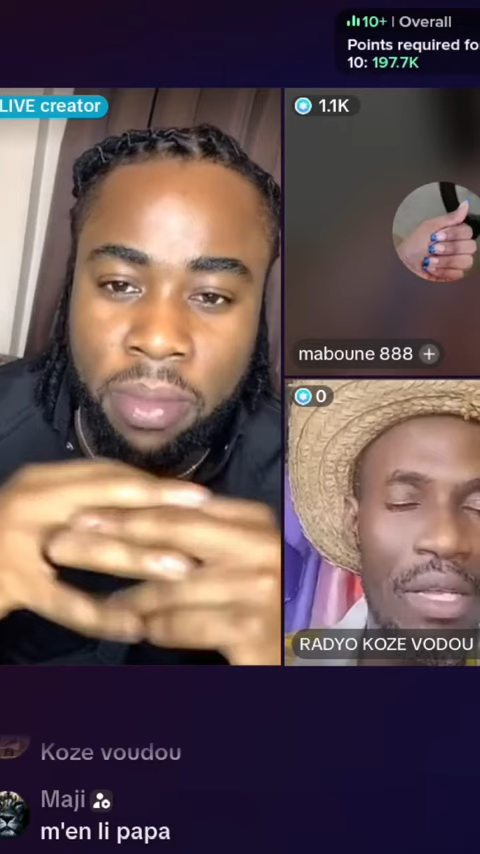 10+ | Overall
Points required fo
10: 197.7K
LIVE creator
1.1K
maboune 888
0
RADYO KOZE VODOU
Koze voudou
Maji
m'en li papa